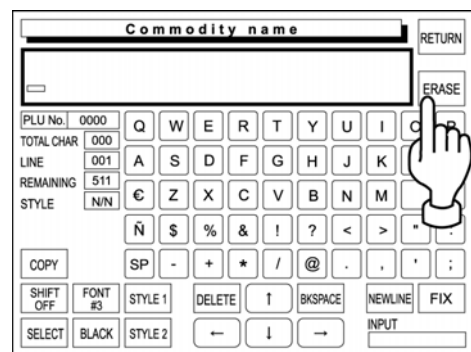 Commodity name
RETURN
ERASE
PLU No. 0000
TOTAL CHAR 000
LINE 001
REMAINING 511
STYLE N/N
Q W E R T Y U I
A S D F G H J K
€ Z X C V B N M
Ñ $ % & ! ? < > " :
SP - + * / @ . , ' ;
COPY
SHIFT OFF FONT #3 STYLE 1 DELETE ↑ BKSPACE NEWLINE FIX
SELECT BLACK STYLE 2 ← ↓ → INPUT